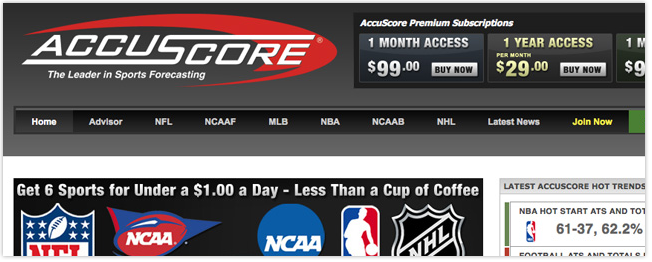 ACCUSCORE®
The Leader in Sports Forecasting
AccuScore Premium Subscriptions
1 MONTH ACCESS
$99.00 BUY NOW
1 YEAR ACCESS
PER MONTH
$29.00 BUY NOW
1 M
$9
Home Advisor NFL NCAAF MLB NBA NCAAB NHL Latest News Join Now
Get 6 Sports for Under a $1.00 a Day - Less Than a Cup of Coffee
NFL
NCAA
NCAA
NHL
LATEST ACCUSCORE HOT TRENDS
NBA HOT START ATS AND TOT
61-37, 62.2%